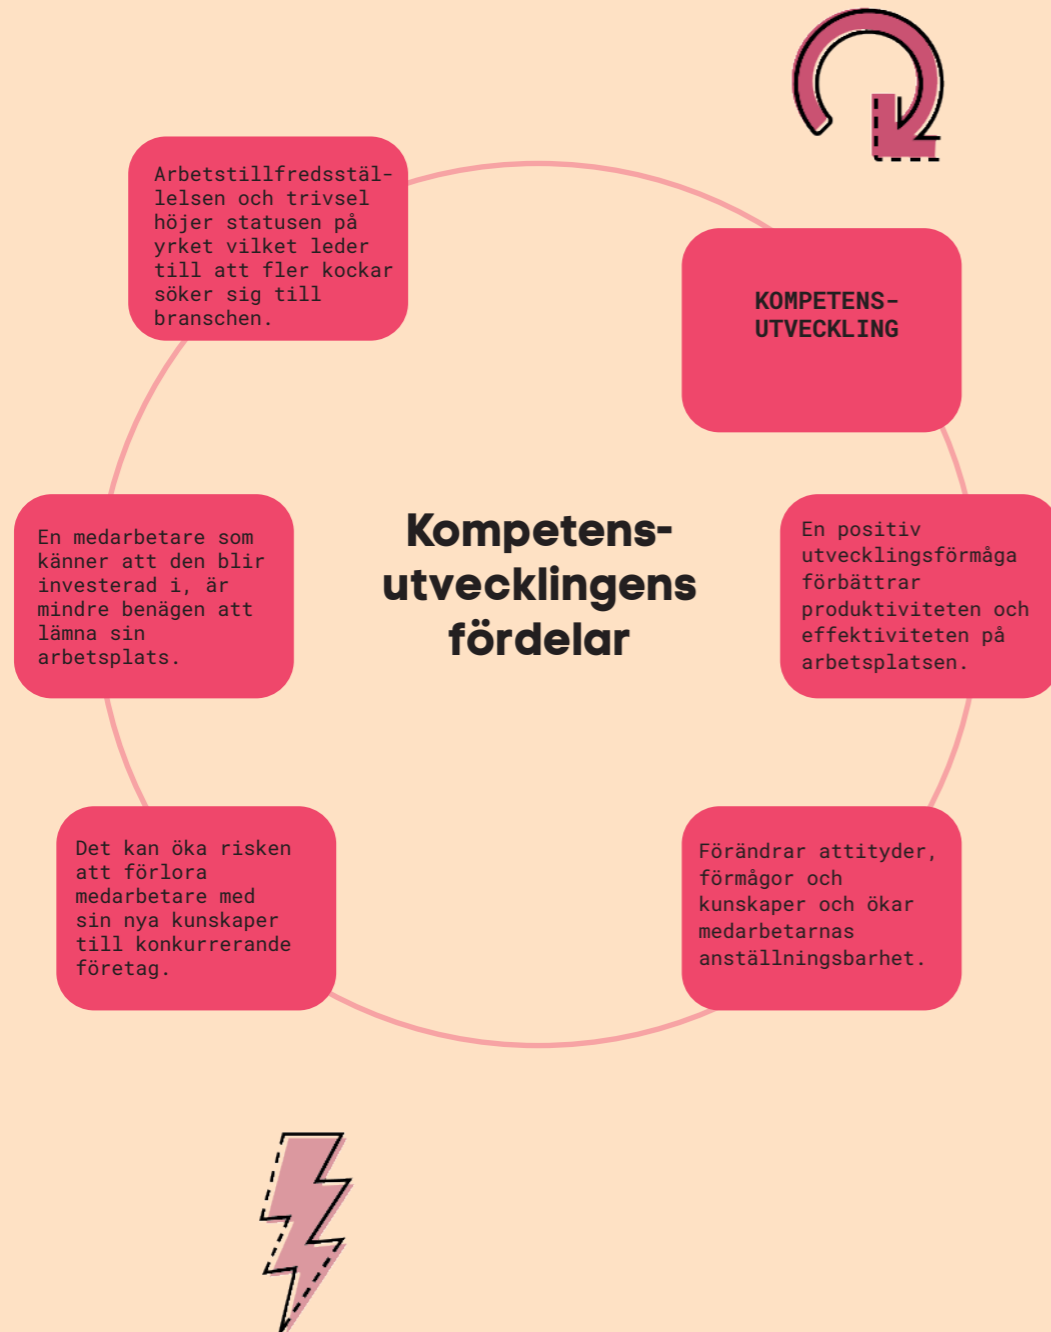 Arbetstillfredsstäl-
lelsen och trivsel
höjer statusen på
yrket vilket leder
till att fler kockar
söker sig till
branschen.
KOMPETENS-
UTVECKLING
Kompetens-
utvecklingens
fördelar
En medarbetare som
känner att den blir
investerad i, är
mindre benägen att
lämna sin
arbetsplats.
En positiv
utvecklingsförmåga
förbättrar
produktiviteten och
effektiviteten på
arbetsplatsen.
Det kan öka risken
att förlora
medarbetare med
sin nya kunskaper
till konkurrerande
företag.
Förändrar attityder,
förmågor och
kunskaper och ökar
medarbetarnas
anställningsbarhet.